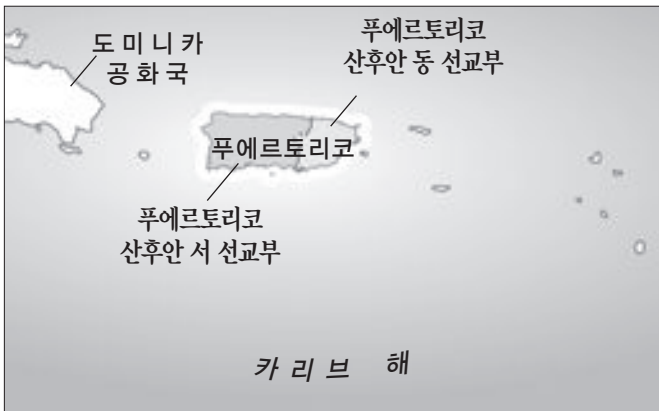 도 미 니 카
공 화 국
푸에르토리코
산후안 동 선교부
푸에르토리코
푸에르토리코
산후안 서 선교부
카 리 브 해